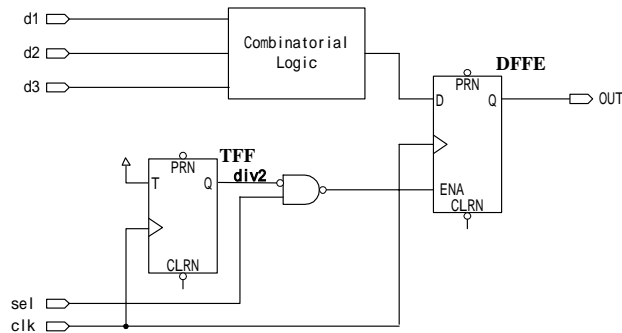 d1
d2
d3
Combinatorial
Logic
DFFE
PRN
D
Q
OUT
ENA
CLRN
TFF
PRN
T
Q
div2
CLRN
sel
clk